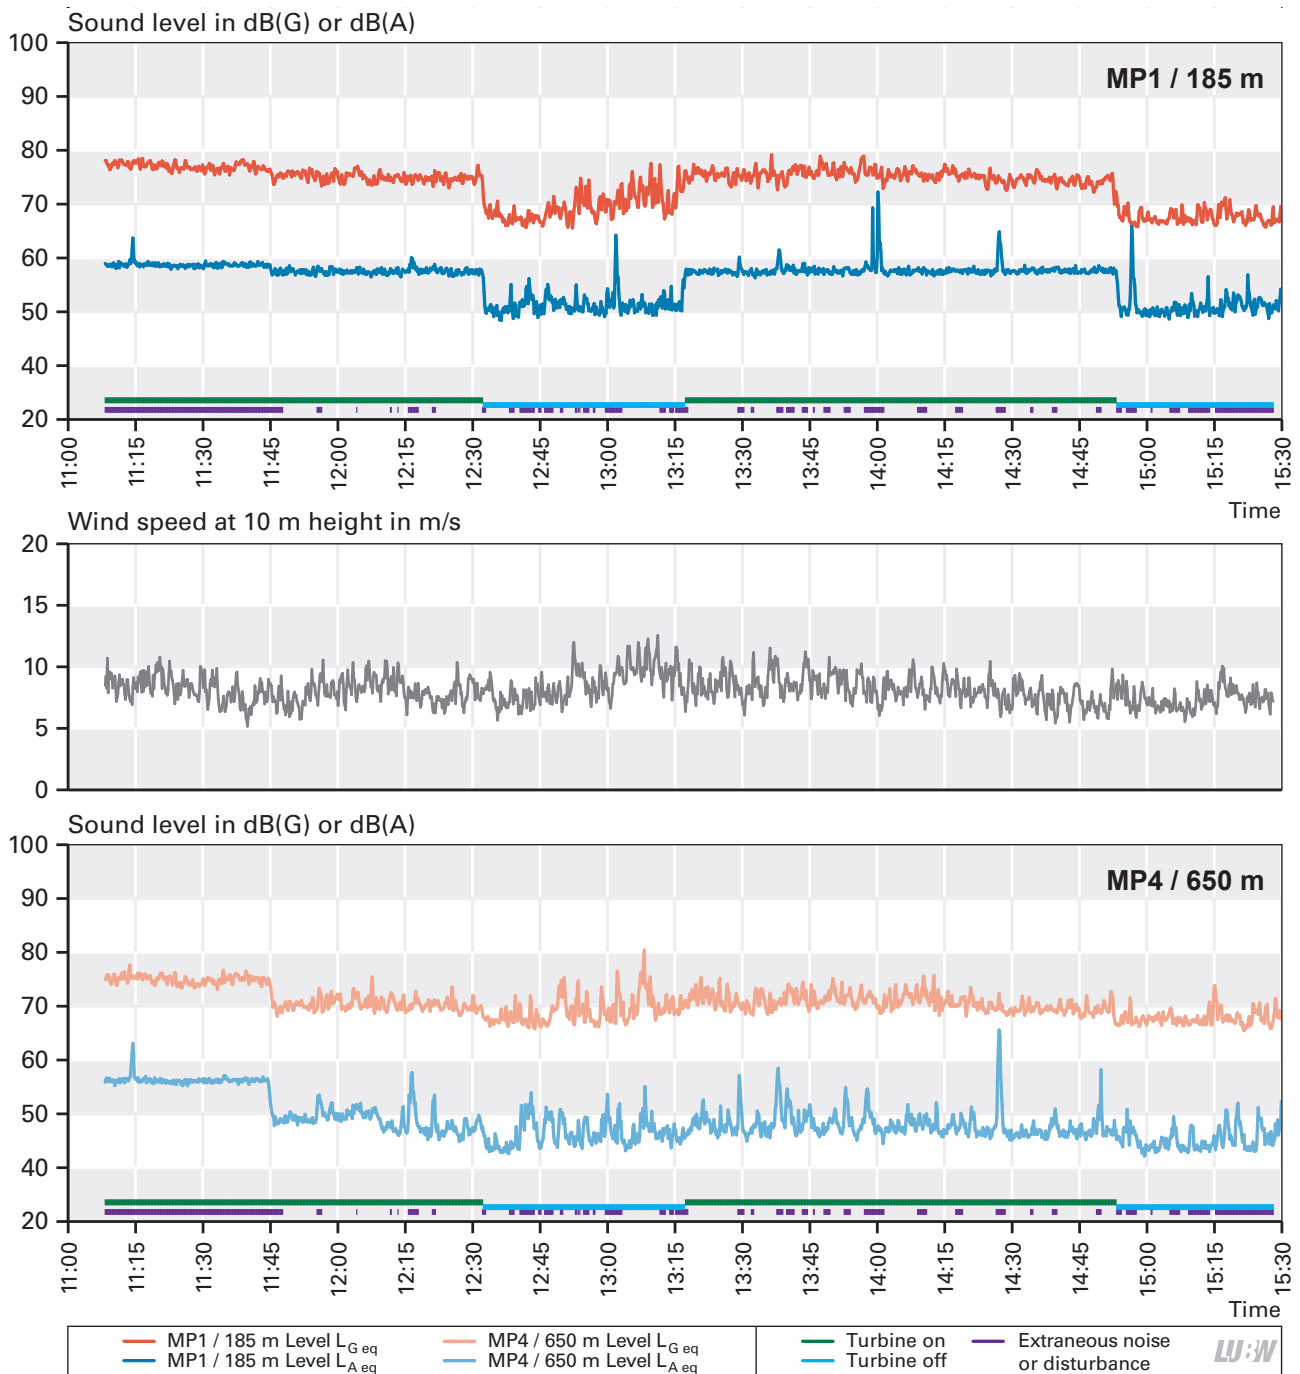 Sound level in dB(G) or dB(A)
100
MP1 / 185 m
90
80
70
60
50
40
20
11:00 11:15 11:30 11:45 12:00 12:15 12:30 12:45 13:00 13:15 13:30 13:45 14:00 14:15 14:30 14:45 15:00 15:15 15:30
Time
Wind speed at 10 m height in m/s
20
15
10
5
0
Sound level in dB(G) or dB(A)
100
MP4 / 650 m
90
80
70
60
50
40
20
11:00 11:15 11:30 11:45 12:00 12:15 12:30 12:45 13:00 13:15 13:30 13:45 14:00 14:15 14:30 14:45 15:00 15:15 15:30
Time
MP1 / 185 m Level L G eq
MP1 / 185 m Level L A eq
MP4 / 650 m Level L G eq
MP4 / 650 m Level L A eq
Turbine on
Turbine off
Extraneous noise
or disturbance
LUBW